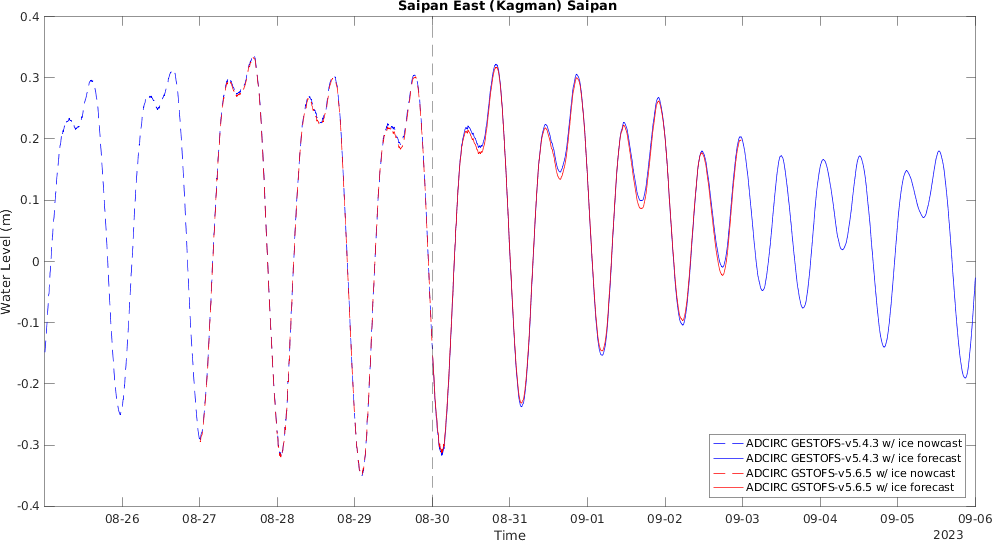 Saipan East (Kagman) Saipan
0.4
0.3
0.2
0.1
0
-0.1
-0.2
-0.3
-0.4
Water Level (m)
08-26 08-27 08-28 08-29 08-30 08-31 09-01 09-02 09-03 09-04 09-05 09-06
Time
2023
ADCIRC GESTOFS-v5.4.3 w/ ice nowcast
ADCIRC GESTOFS-v5.4.3 w/ ice forecast
ADCIRC GSTOFS-v5.6.5 w/ ice nowcast
ADCIRC GSTOFS-v5.6.5 w/ ice forecast